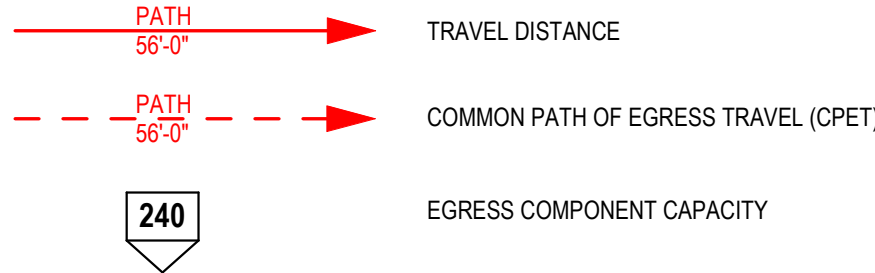 PATH
56'-0"
TRAVEL DISTANCE
PATH
56'-0"
COMMON PATH OF EGRESS TRAVEL (CPET)
240
EGRESS COMPONENT CAPACITY